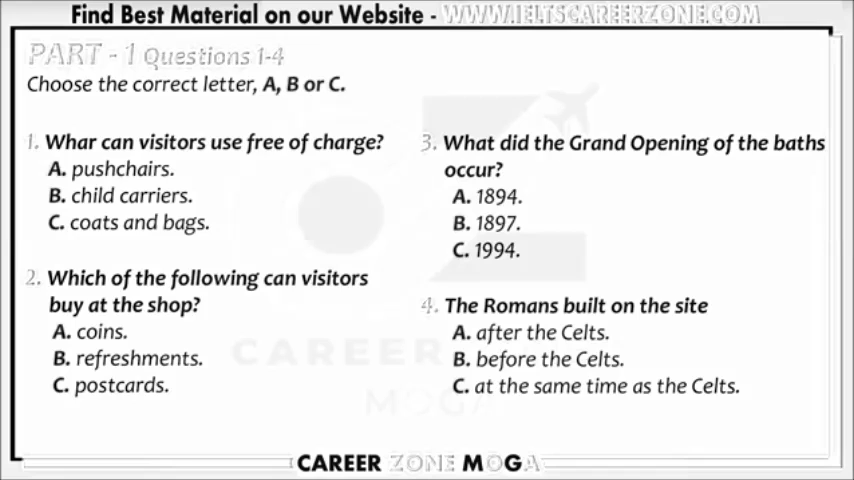 Find Best Material on our Website - WWW.IELTSCAREERZONE.COM
PART - 1 Questions 1-4
Choose the correct letter, A, B or C.
1. Whar can visitors use free of charge?
A. pushchairs.
B. child carriers.
C. coats and bags.
2. Which of the following can visitors
buy at the shop?
A. coins.
B. refreshments.
C. postcards.
3. What did the Grand Opening of the baths
occur?
A. 1894.
B. 1897.
C. 1994.
4. The Romans built on the site
A. after the Celts.
B. before the Celts.
C. at the same time as the Celts.
CAREER
MOGA
CAREER ZONE MOGA